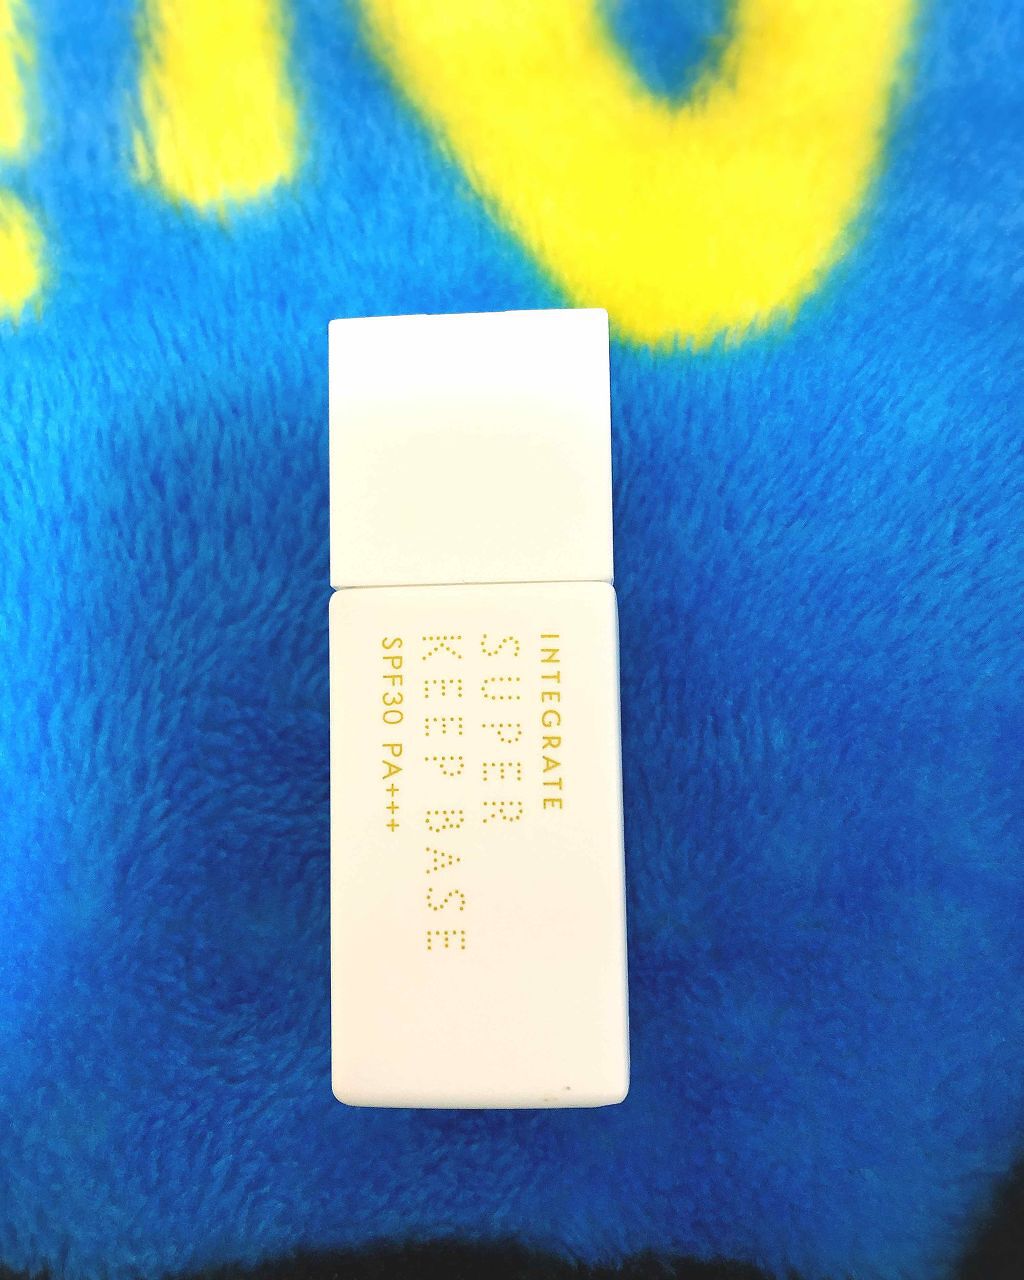 INTEGRATE
SUPER
KEEP BASE
SPF30 PA+++